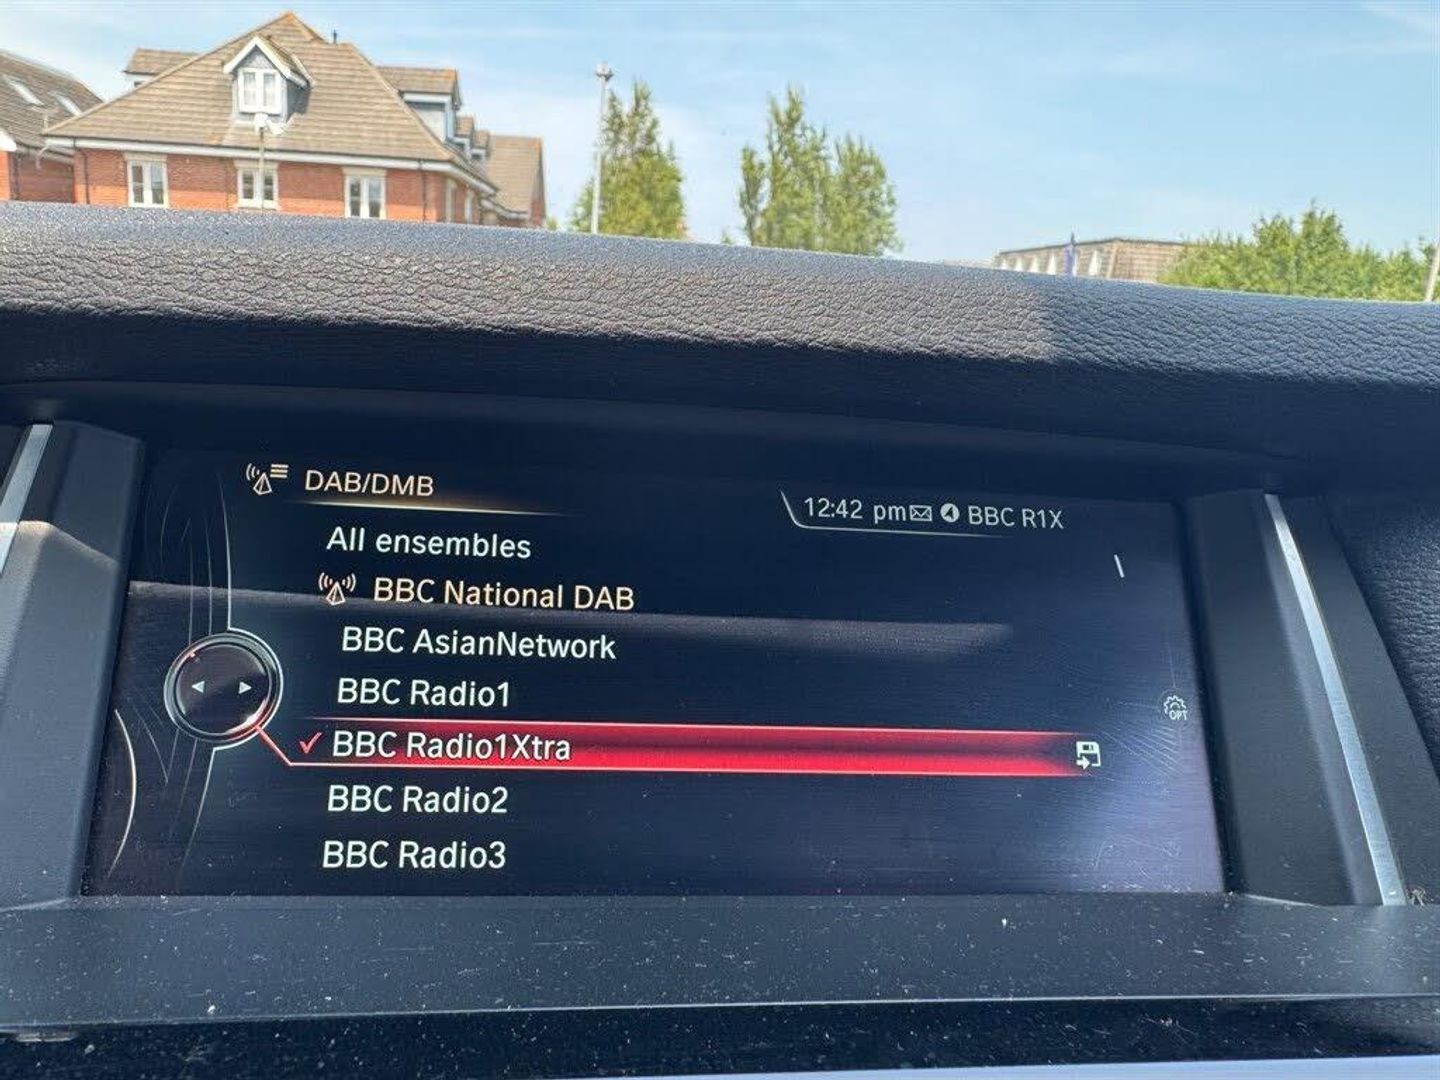 DAB/DMB
12:42 pm BBC R1X
All ensembles
BBC National DAB
BBC AsianNetwork
BBC Radio1
BBC Radio1Xtra
OPT
BBC Radio2
BBC Radio3